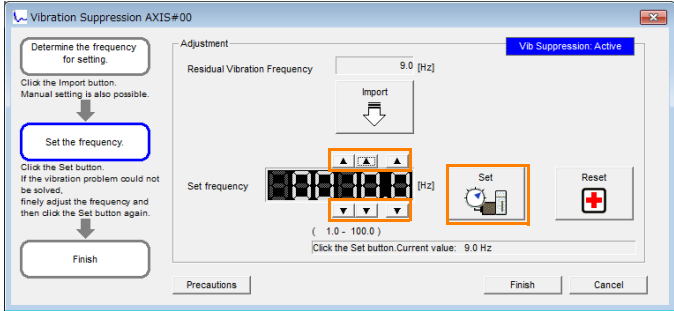 Vibration Suppression AXIS#00
Determine the frequency
for setting.
Click the Import button.
Manual setting is also possible.
Set the frequency.
Click the Set button.
If the vibration problem could not
be solved,
finely adjust the frequency and
then click the Set button again.
Finish
Adjustment
Vib Suppression: Active
Residual Vibration Frequency
9.0 [Hz]
Import
Set frequency
[Hz]
Set
Reset
( 1.0 - 100.0 )
Click the Set button.Current value: 9.0 Hz
Precautions
Finish
Cancel